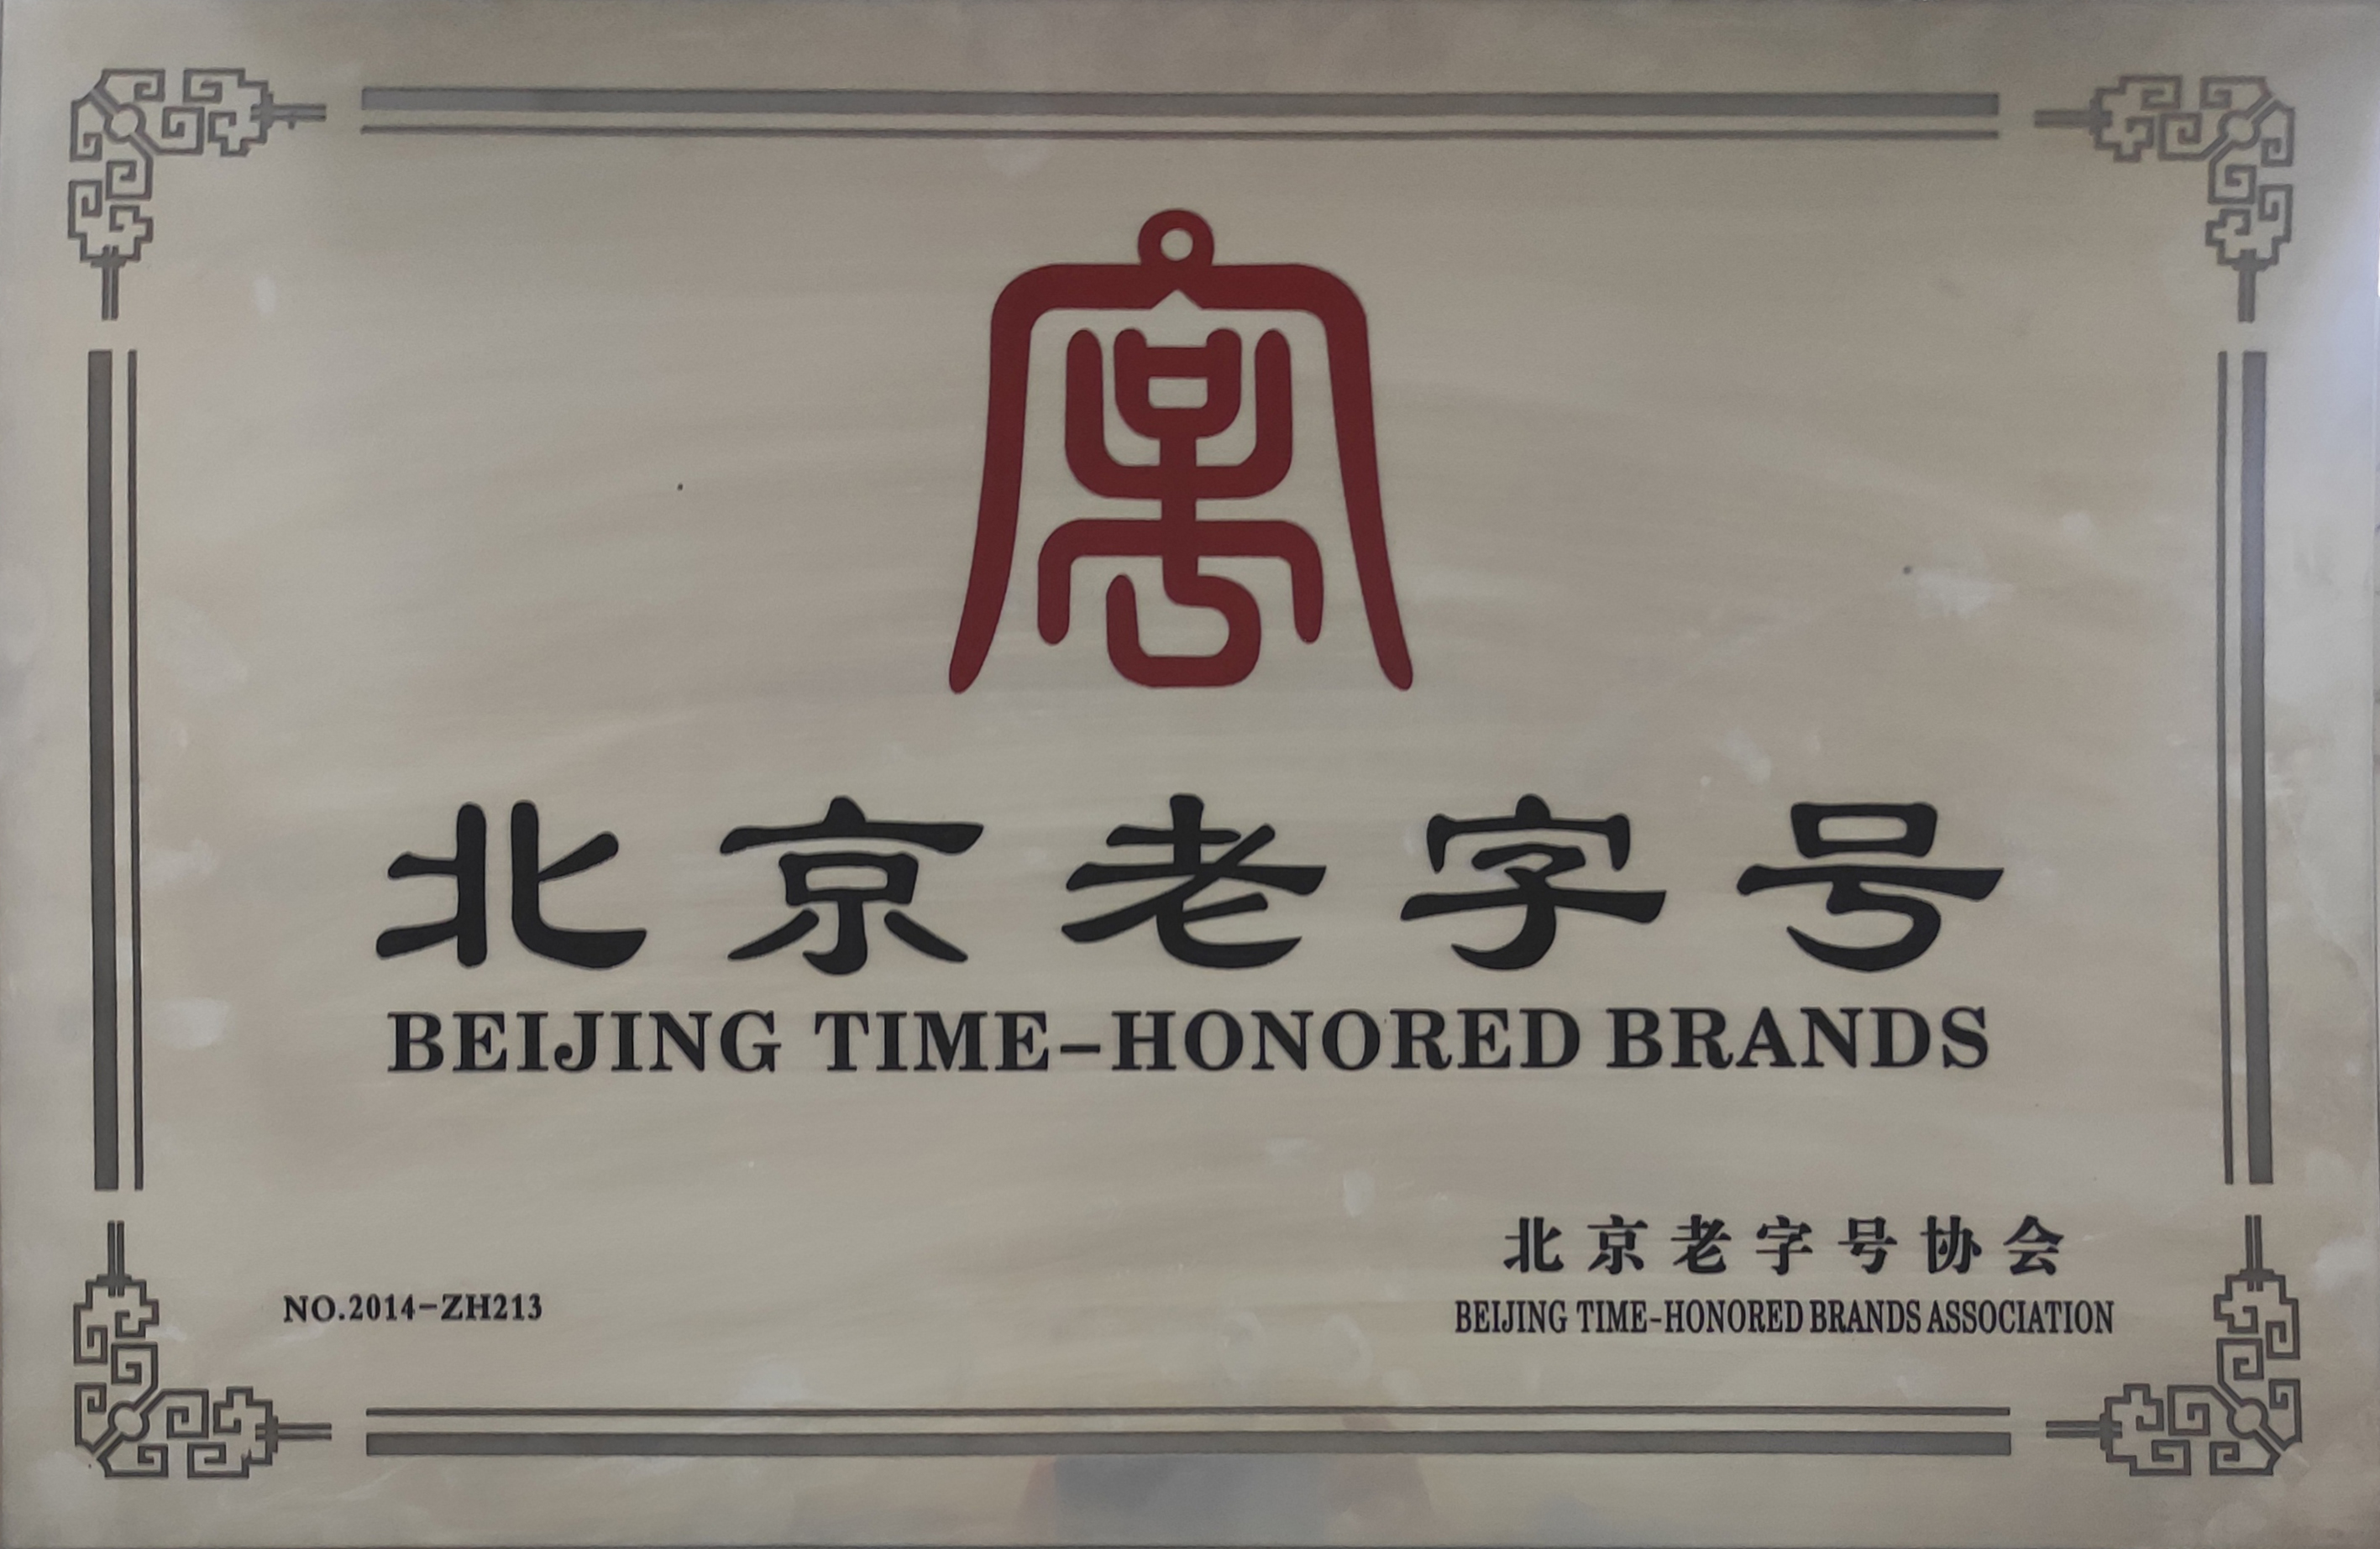 北京老字号
BEIJING TIME-HONORED BRANDS
NO.2014-ZH213
北京老字号协会
BEIJING TIME-HONORED BRANDS ASSOCIATION